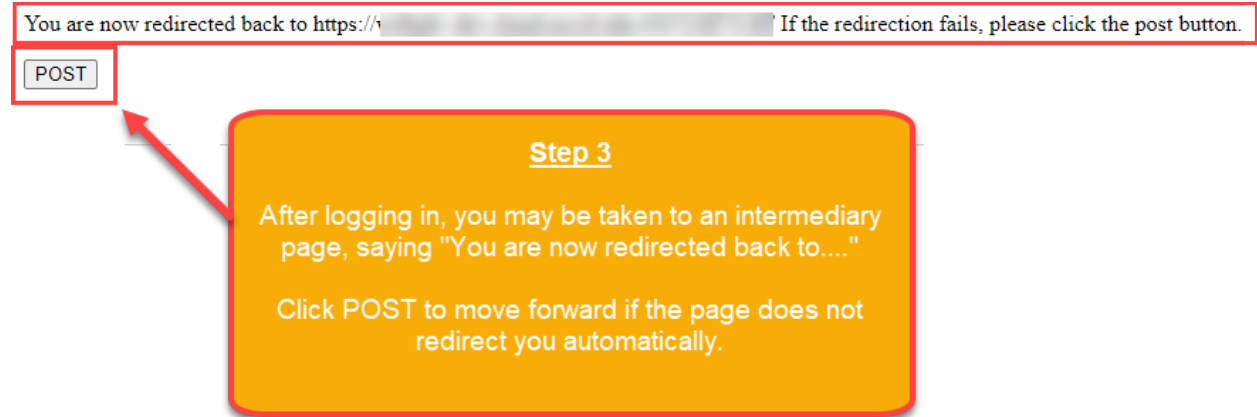 You are now redirected back to https:// If the redirection fails, please click the post button.
POST
Step 3
After logging in, you may be taken to an intermediary
page, saying "You are now redirected back to...."
Click POST to move forward if the page does not
redirect you automatically.